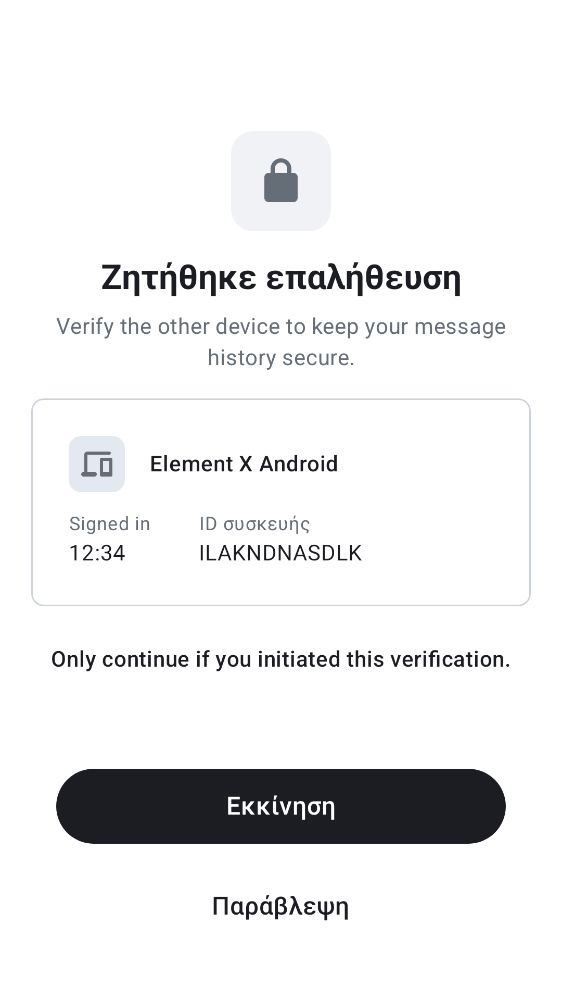 Ζητήθηκε επαλήθευση
Verify the other device to keep your message
history secure.
Element X Android
Signed in
ID συσκευής
12:34
ILAKNDNASDLK
Only continue if you initiated this verification.
Εκκίνηση
Παράβλεψη